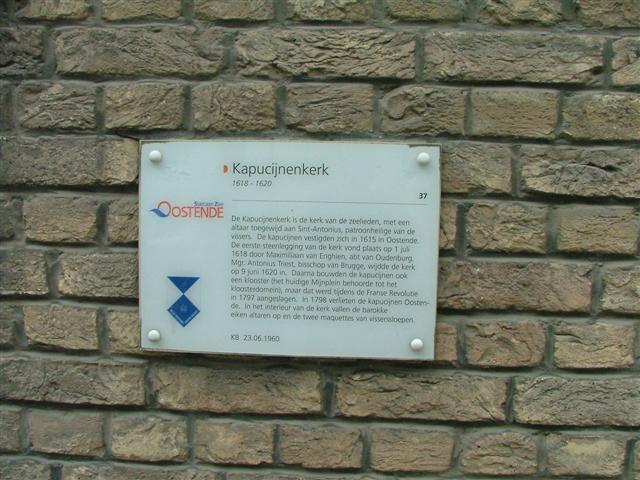 Kapucijnenkerk
1618 - 1620
37
OOSTENDE
De Kapucijnenkerk is de kerk van de zeelieden, met een
altaar toegewijd aan Sint-Antonius, patroonheilige van de
vissers. De kapucijnen vestigden zich in 1615 in Oostende.
De eerste steenlegging van de kerk vond plaats op 1 juli
1618 door Maximiliaan van Enghien, abt van Oudenburg.
Mgr. Antonius Triest, bisschop van Brugge, wijdde de kerk
op 9 juni 1620 in. Daarna bouwden de kapucijnen ook
een klooster (het huidige Mijnplein behoorde tot het
kloosterdomein), maar dat werd tijdens de Franse Revolutie
in 1797 aangeslagen. In 1798 verlieten de kapucijnen Oosten-
de. In het interieur van de kerk vallen de barokke
eiken altaren op en de twee maquettes van visserssloepen.
KB 23.06.1960